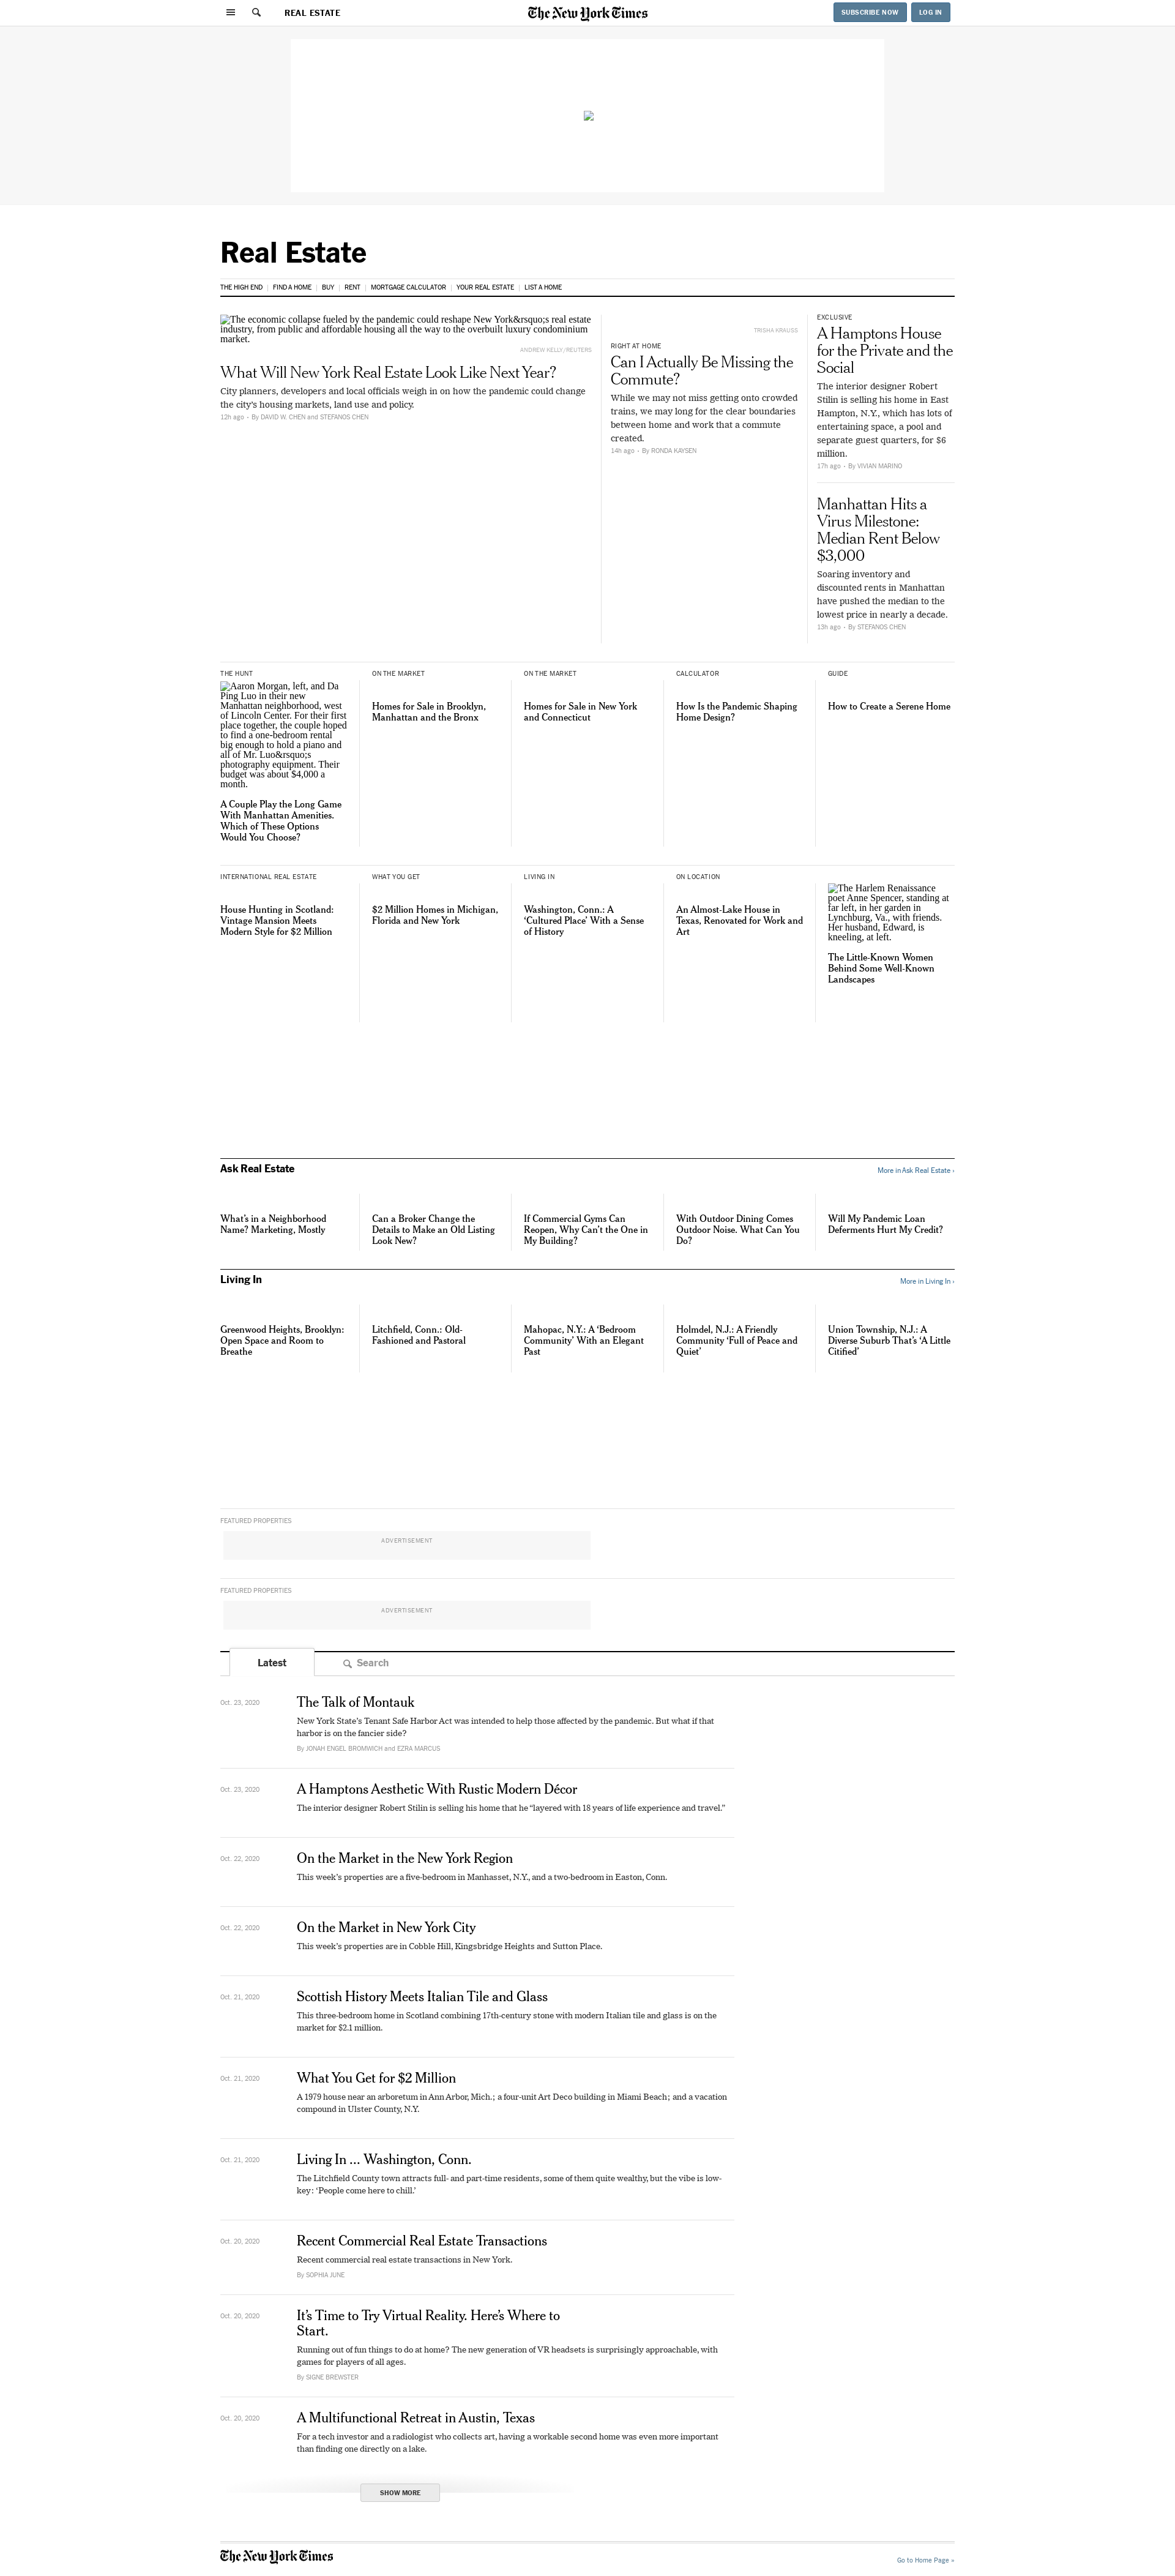 REAL ESTATE
The New York Times
SUBSCRIBE NOW
LOG IN
Real Estate
THE HIGH END | FIND A HOME | BUY | RENT | MORTGAGE CALCULATOR | YOUR REAL ESTATE | LIST A HOME
The economic collapse fueled by the pandemic could reshape New York&rsquo;s real estate
industry, from public and affordable housing all the way to the overbuilt luxury condominium
market.
ANDREW KELLY/REUTERS
What Will New York Real Estate Look Like Next Year?
City planners, developers and local officials weigh in on how the pandemic could change
the city's housing markets, land use and policy.
12h ago • By DAVID W. CHEN and STEFANOS CHEN
TRISHA KRAUSS
RIGHT AT HOME
Can I Actually Be Missing the
Commute?
While we may not miss getting onto crowded
trains, we may long for the clear boundaries
between home and work that a commute
created.
14h ago • By RONDA KAYSEN
EXCLUSIVE
A Hamptons House
for the Private and the
Social
The interior designer Robert
Stilin is selling his home in East
Hampton, N.Y., which has lots of
entertaining space, a pool and
separate guest quarters, for $6
million.
17h ago • By VIVIAN MARINO
Manhattan Hits a
Virus Milestone:
Median Rent Below
$3,000
Soaring inventory and
discounted rents in Manhattan
have pushed the median to the
lowest price in nearly a decade.
13h ago • By STEFANOS CHEN
THE HUNT
Aaron Morgan, left, and Da
Ping Luo in their new
Manhattan neighborhood, west
of Lincoln Center. For their first
place together, the couple hoped
to find a one-bedroom rental
big enough to hold a piano and
all of Mr. Luo&rsquo;s
photography equipment. Their
budget was about $4,000 a
month.
A Couple Play the Long Game
With Manhattan Amenities.
Which of These Options
Would You Choose?
ON THE MARKET
Homes for Sale in Brooklyn,
Manhattan and the Bronx
ON THE MARKET
Homes for Sale in New York
and Connecticut
CALCULATOR
How Is the Pandemic Shaping
Home Design?
GUIDE
How to Create a Serene Home
INTERNATIONAL REAL ESTATE
House Hunting in Scotland:
Vintage Mansion Meets
Modern Style for $2 Million
WHAT YOU GET
$2 Million Homes in Michigan,
Florida and New York
LIVING IN
Washington, Conn.: A
‘Cultured Place’ With a Sense
of History
ON LOCATION
An Almost-Lake House in
Texas, Renovated for Work and
Art
The Harlem Renaissance
poet Anne Spencer, standing at
far left, in her garden in
Lynchburg, Va., with friends.
Her husband, Edward, is
kneeling, at left.
The Little-Known Women
Behind Some Well-Known
Landscapes
Ask Real Estate
More in Ask Real Estate ›
What’s in a Neighborhood
Name? Marketing, Mostly
Can a Broker Change the
Details to Make an Old Listing
Look New?
If Commercial Gyms Can
Reopen, Why Can’t the One in
My Building?
With Outdoor Dining Comes
Outdoor Noise. What Can You
Do?
Will My Pandemic Loan
Deferments Hurt My Credit?
Living In
More in Living In ›
Greenwood Heights, Brooklyn:
Open Space and Room to
Breathe
Litchfield, Conn.: Old-
Fashioned and Pastoral
Mahopac, N.Y.: A ‘Bedroom
Community’ With an Elegant
Past
Holmdel, N.J.: A Friendly
Community ‘Full of Peace and
Quiet’
Union Township, N.J.: A
Diverse Suburb That’s ‘A Little
Citified’
FEATURED PROPERTIES
ADVERTISEMENT
FEATURED PROPERTIES
ADVERTISEMENT
Latest
Search
Oct. 23, 2020
The Talk of Montauk
New York State’s Tenant Safe Harbor Act was intended to help those affected by the pandemic. But what if that
harbor is on the fancier side?
By JONAH ENGEL BROMWICH and EZRA MARCUS
Oct. 23, 2020
A Hamptons Aesthetic With Rustic Modern Décor
The interior designer Robert Stilin is selling his home that he “layered with 18 years of life experience and travel.”
Oct. 22, 2020
On the Market in the New York Region
This week’s properties are a five-bedroom in Manhasset, N.Y., and a two-bedroom in Easton, Conn.
Oct. 22, 2020
On the Market in New York City
This week’s properties are in Cobble Hill, Kingsbridge Heights and Sutton Place.
Oct. 21, 2020
Scottish History Meets Italian Tile and Glass
This three-bedroom home in Scotland combining 17th-century stone with modern Italian tile and glass is on the
market for $2.1 million.
Oct. 21, 2020
What You Get for $2 Million
A 1979 house near an arboretum in Ann Arbor, Mich.; a four-unit Art Deco building in Miami Beach; and a vacation
compound in Ulster County, N.Y.
Oct. 21, 2020
Living In ... Washington, Conn.
The Litchfield County town attracts full- and part-time residents, some of them quite wealthy, but the vibe is low-
key: ‘People come here to chill.’
Oct. 20, 2020
Recent Commercial Real Estate Transactions
Recent commercial real estate transactions in New York.
By SOPHIA JUNE
Oct. 20, 2020
It’s Time to Try Virtual Reality. Here’s Where to
Start.
Running out of fun things to do at home? The new generation of VR headsets is surprisingly approachable, with
games for players of all ages.
By SIGNE BREWSTER
Oct. 20, 2020
A Multifunctional Retreat in Austin, Texas
For a tech investor and a radiologist who collects art, having a workable second home was even more important
than finding one directly on a lake.
SHOW MORE
The New York Times
Go to Home Page »